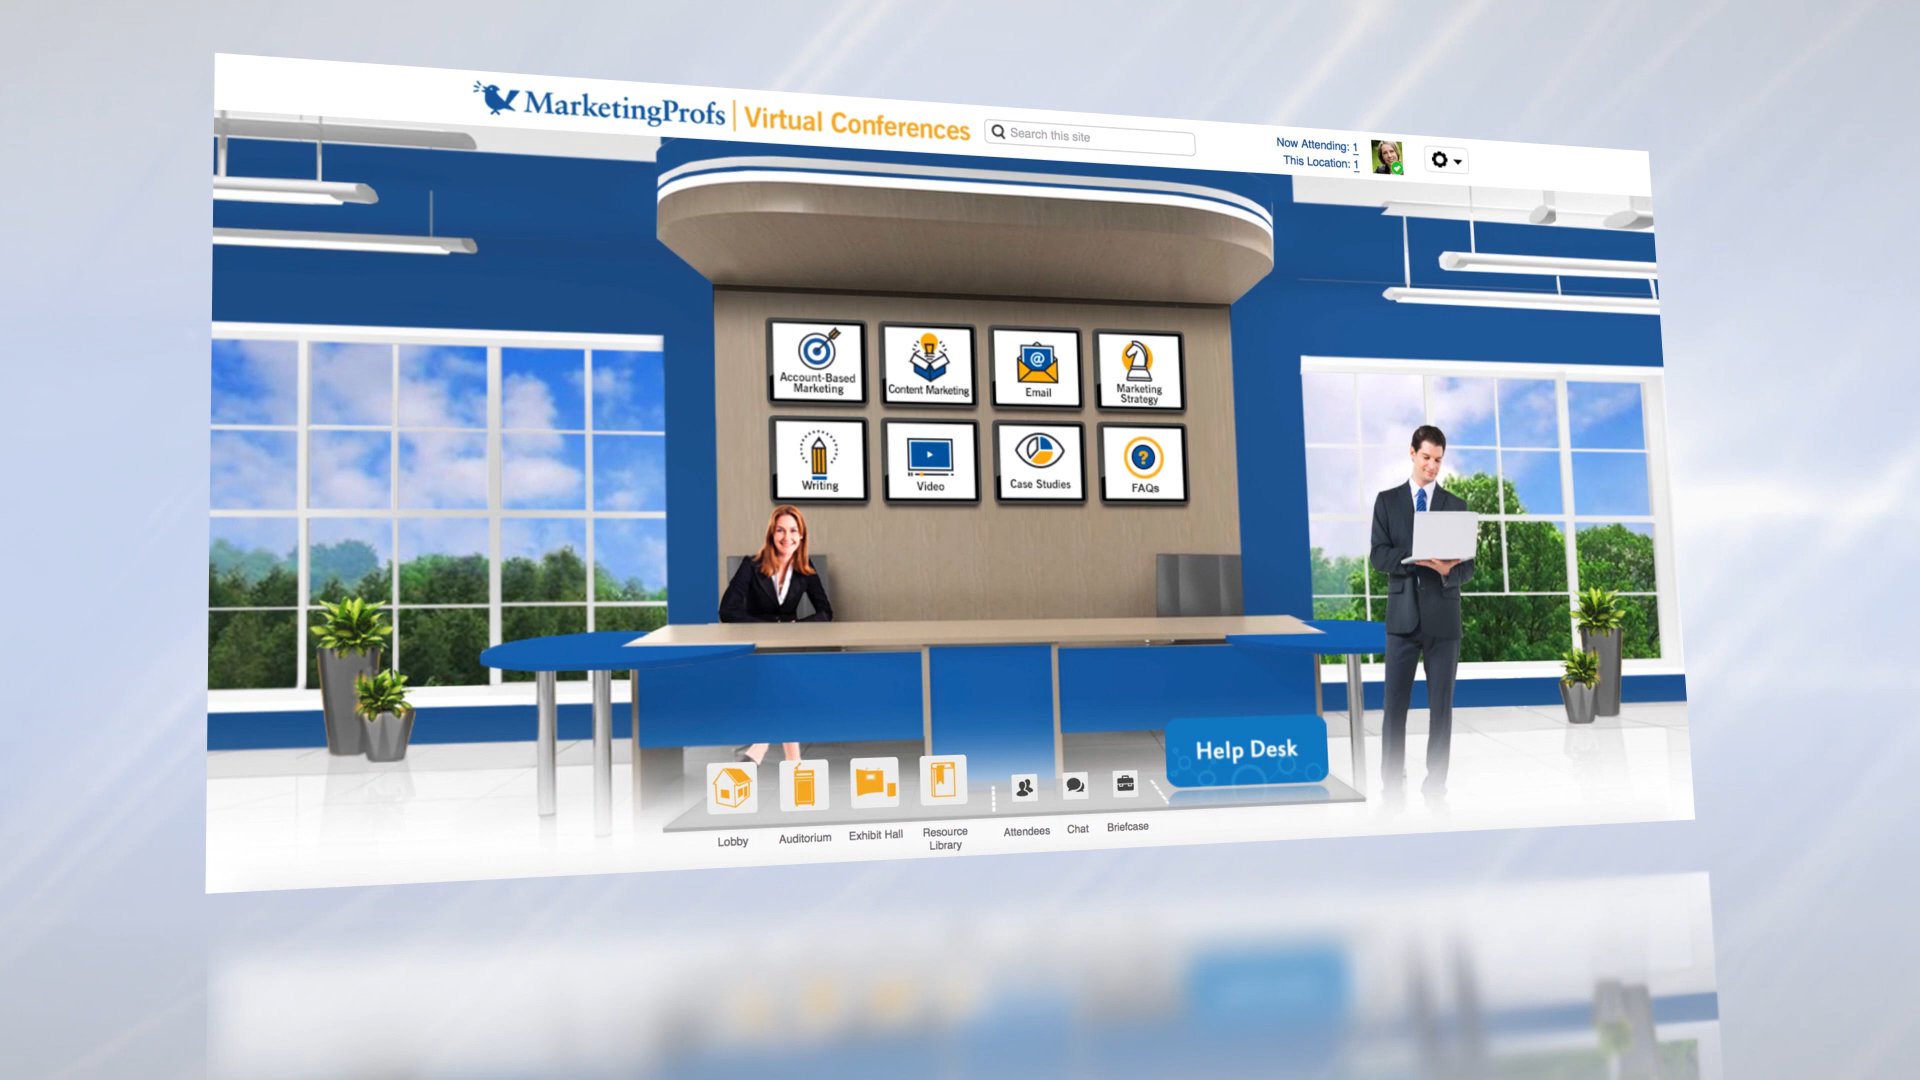 MarketingProfs | Virtual Conferences
Search this site
Now Attending: 1
This Location: 1
Account-Based
Marketing
Content Marketing
Email
Marketing
Strategy
Writing
Video
Case Studies
FAQs
Help Desk
Lobby
Auditorium
Exhibit Hall
Resource
Library
Attendees
Chat
Briefcase